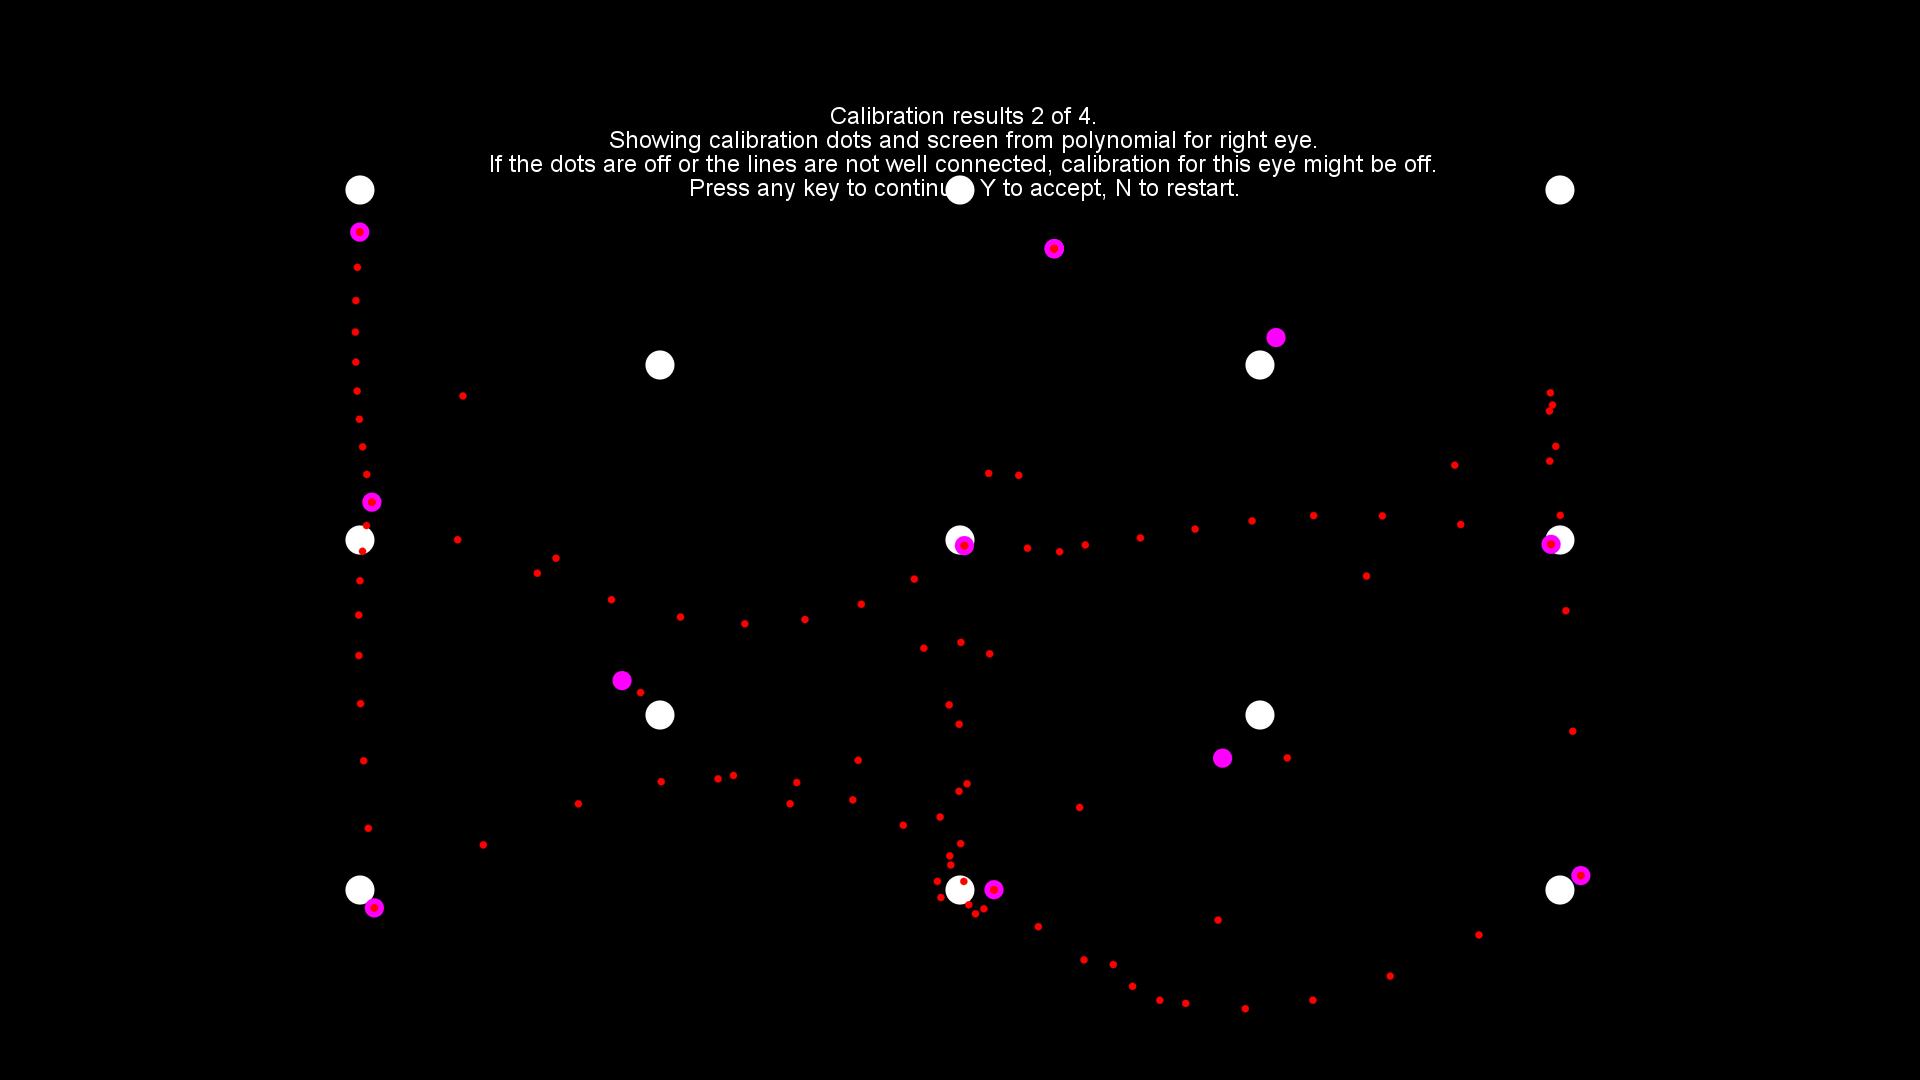 Calibration results 2 of 4.
Showing calibration dots and screen from polynomial for right eye.
If the dots are off or the lines are not well connected, calibration for this eye might be off.
Press any key to continu Y to accept, N to restart.